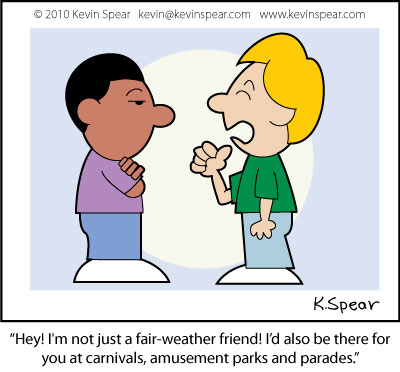 © 2010 Kevin Spear   kevin@kevinspear.com   www.kevinspear.com
K.Spear
“Hey! I'm not just a fair-weather friend! I’d also be there for
you at carnivals, amusement parks and parades.”